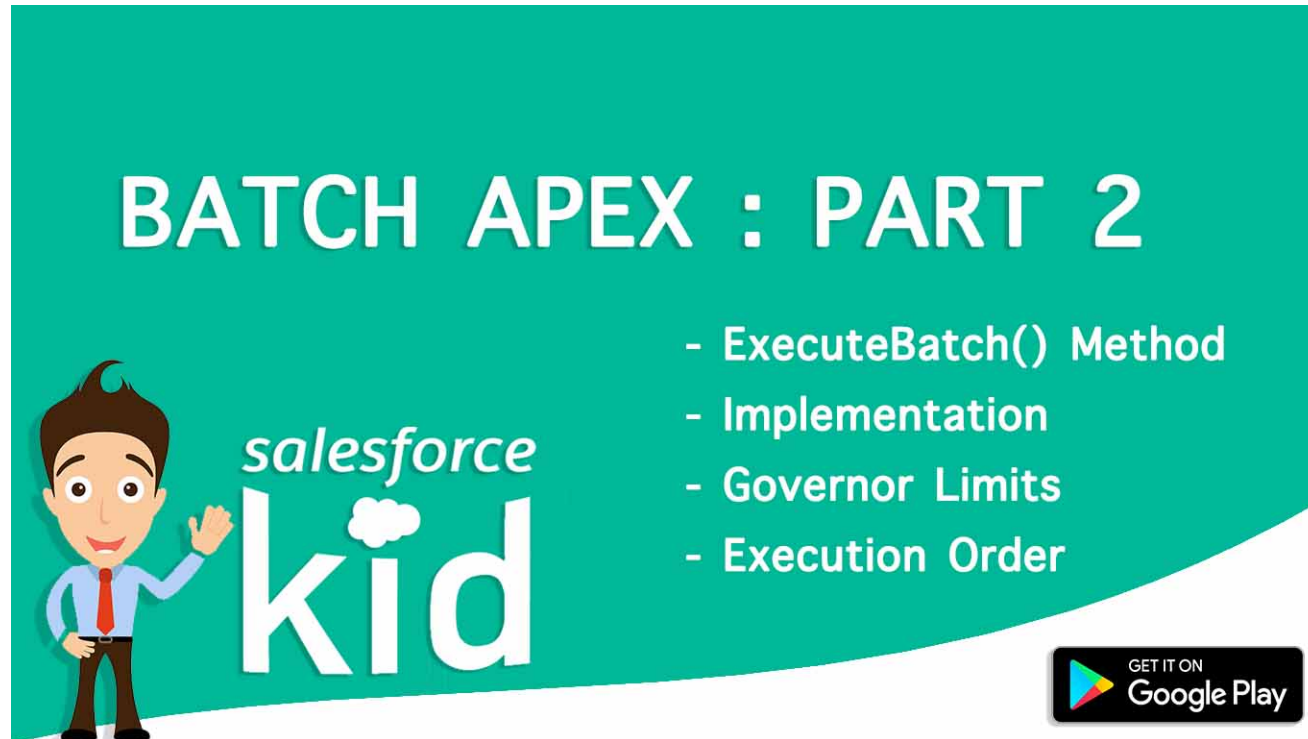 BATCH APEX : PART 2
- ExecuteBatch() Method
- Implementation
- Governor Limits
- Execution Order
salesforce
kid
GET IT ON
Google Play